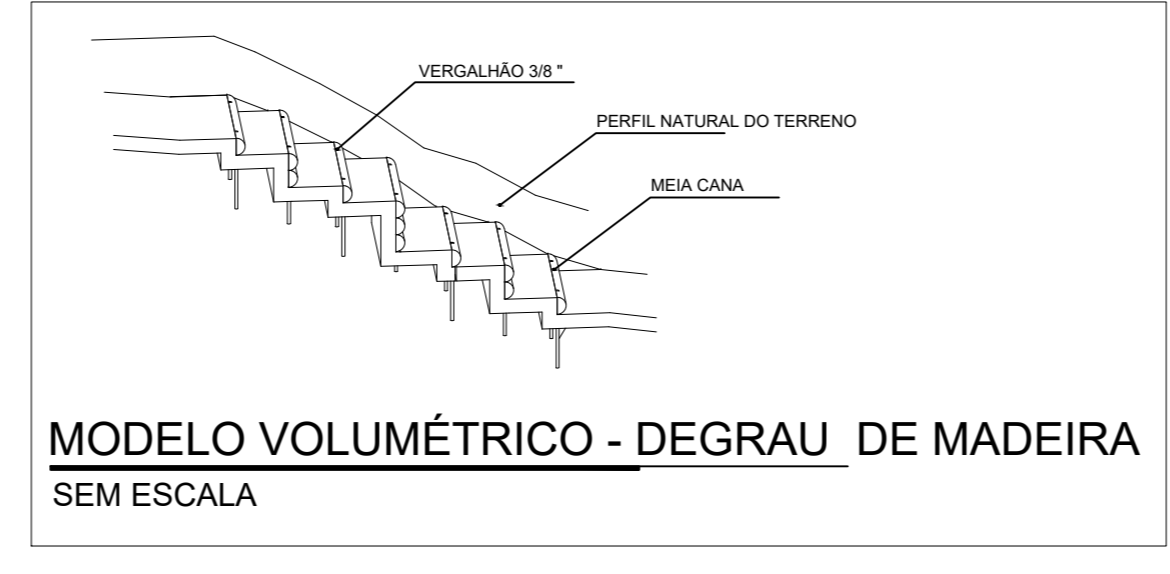 VERGALHÃO 3/8 "
PERFIL NATURAL DO TERRENO
MEIA CANA
MODELO VOLUMÉTRICO - DEGRAU DE MADEIRA
SEM ESCALA